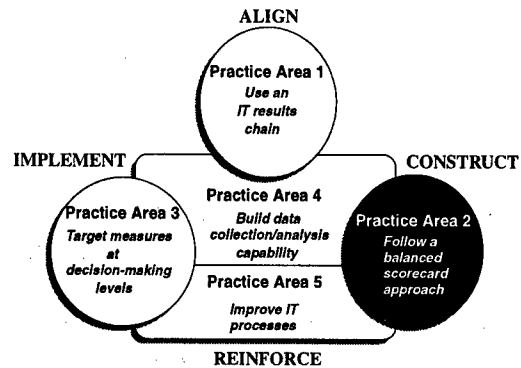 ALIGN
Practice Area 1
Use an
IT results
chain
IMPLEMENT
CONSTRUCT
Practice Area 3
Target measures
at
decision-making
levels
Practice Area 4
Build data
collection/analysis
capability
Practice Area 2
Follow a
balanced
scorecard
approach
Practice Area 5
Improve IT
processes
REINFORCE